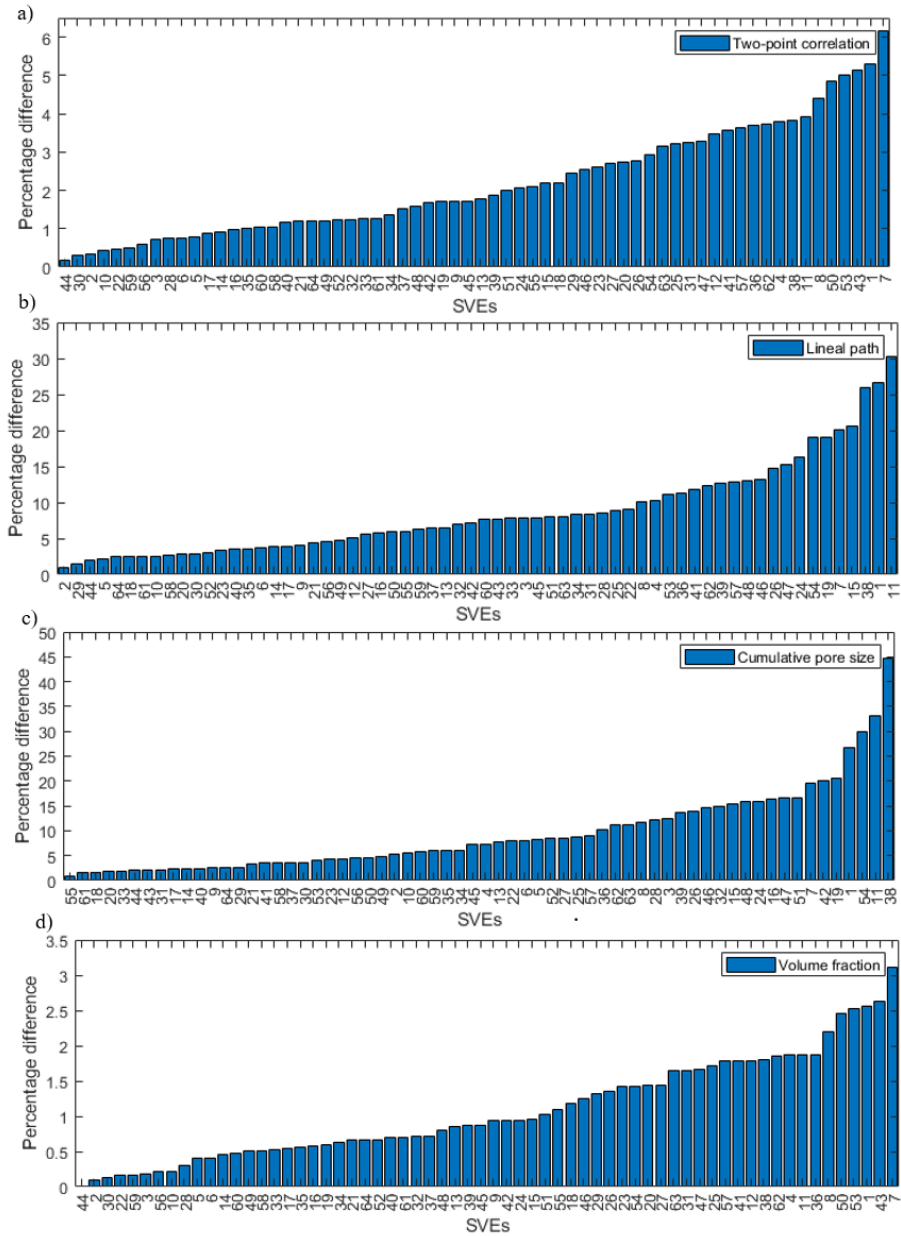 a)
Two-point correlation
Percentage difference
6
5
4
3
2
1
0
44 30 2 10 22 59 56 3 28 6 5 17 14 16 35 60 58 40 21 64 49 52 32 33 61 34 37 48 42 19 9 45 13 39 51 24 55 15 18 29 46 23 27 20 26 54 63 25 31 47 12 41 57 36 62 4 38 11 8 50 53 43 1 7
SVEs
b)
Lineal path
Percentage difference
35
30
25
20
15
10
5
0
2 29 44 5 64 18 61 10 58 20 30 52 23 40 35 6 14 17 9 21 56 49 12 27 16 50 55 59 37 13 32 42 60 43 33 3 45 51 63 34 31 28 25 22 8 4 53 36 41 62 39 57 48 46 26 47 24 54 19 7 15 38 1 11
SVEs
c)
Cumulative pore size
Percentage difference
50
45
40
35
30
25
20
15
10
5
0
55 61 18 20 33 44 43 31 17 14 40 9 64 29 21 41 58 37 30 53 23 12 56 50 49 2 10 60 59 35 34 45 4 13 22 6 5 52 27 25 57 36 62 63 8 28 3 39 26 46 32 15 48 24 16 47 51 7 42 19 1 54 11 38
SVEs
d)
Volume fraction
Percentage difference
3.5
3
2.5
2
1.5
1
0.5
0
44 2 30 22 59 3 56 10 28 5 6 14 60 49 58 33 17 35 16 19 34 21 64 52 40 61 32 37 48 13 39 45 9 42 24 15 51 55 18 46 29 26 23 54 20 27 63 31 47 25 57 41 12 38 62 4 11 36 8 50 53 1 43 7
SVEs